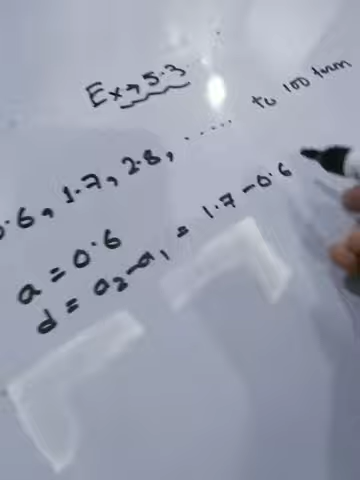 Ex→5.3
0.6, 1.7, 2.8, ...... to 100 term
a = 0.6
d = a₂-a₁ = 1.7-0.6